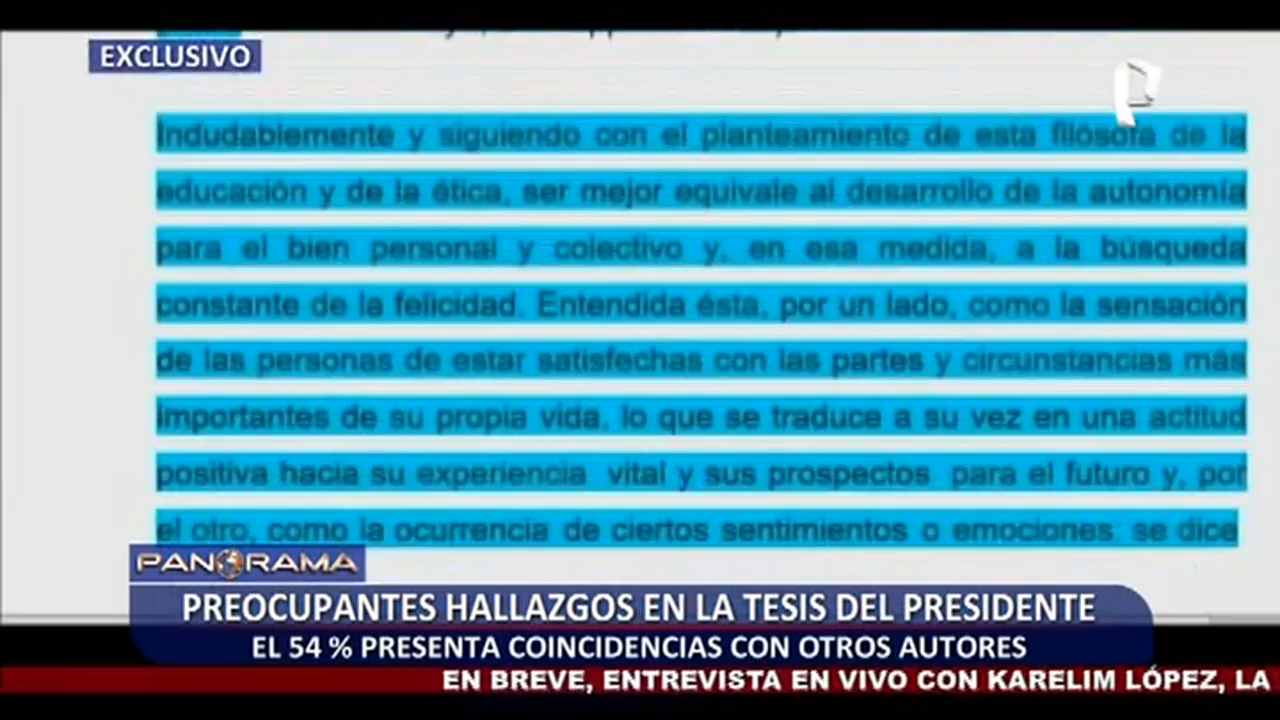 EXCLUSIVO
Indudablemente y siguiendo con el planteamiento de esta filósofa de la
educación y de la ética, ser mejor equivale al desarrollo de la autonomía
para el bien personal y colectivo y, en esa medida, a la búsqueda
constante de la felicidad. Entendida ésta, por un lado, como la sensación
de las personas de estar satisfechas con las partes y circunstancias más
importantes de su propia vida, lo que se traduce a su vez en una actitud
positiva hacia su experiencia vital y sus prospectos para el futuro y, por
el otro, como la ocurrencia de ciertos sentimientos o emociones: se dice
PANORAMA
PREOCUPANTES HALLAZGOS EN LA TESIS DEL PRESIDENTE
EL 54 % PRESENTA COINCIDENCIAS CON OTROS AUTORES
EN BREVE, ENTREVISTA EN VIVO CON KARELIM LÓPEZ, LA